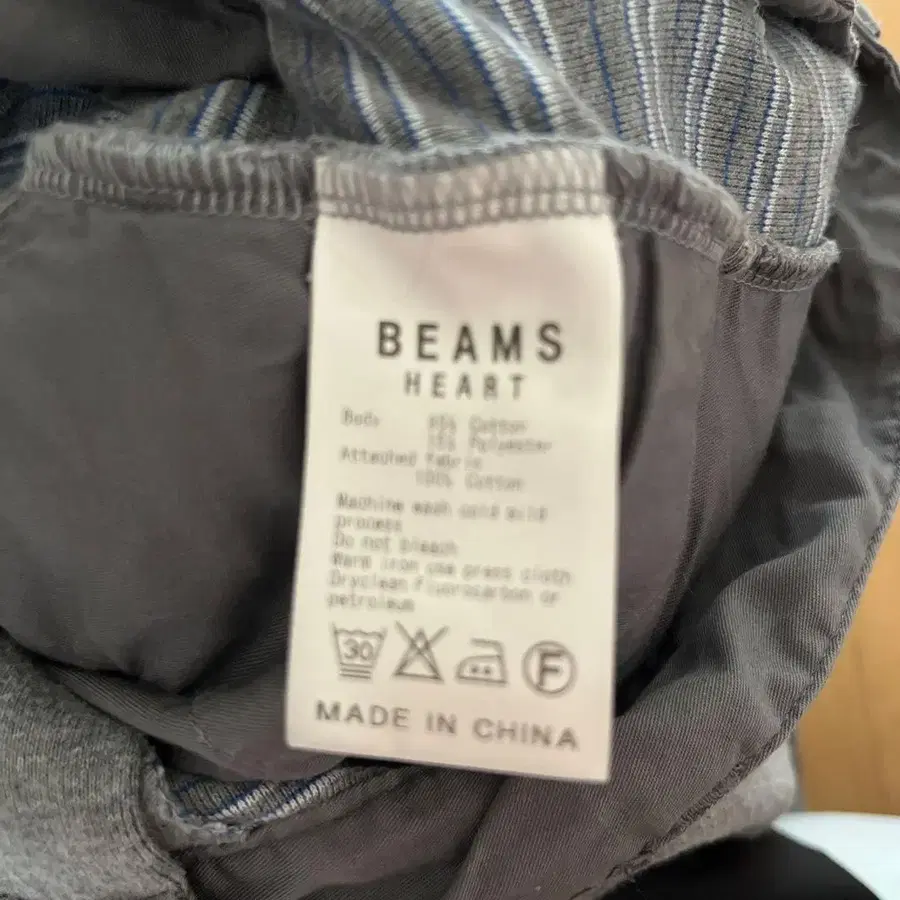 BEAMS
HEART
Body 85% Cotton
15% Polyester
Attached fabric
100% Cotton
Machine wash cold mild
process
Do not bleach
Warm iron use press cloth
Dryclean fluorocarbon or
petroleum
30 F
MADE IN CHINA